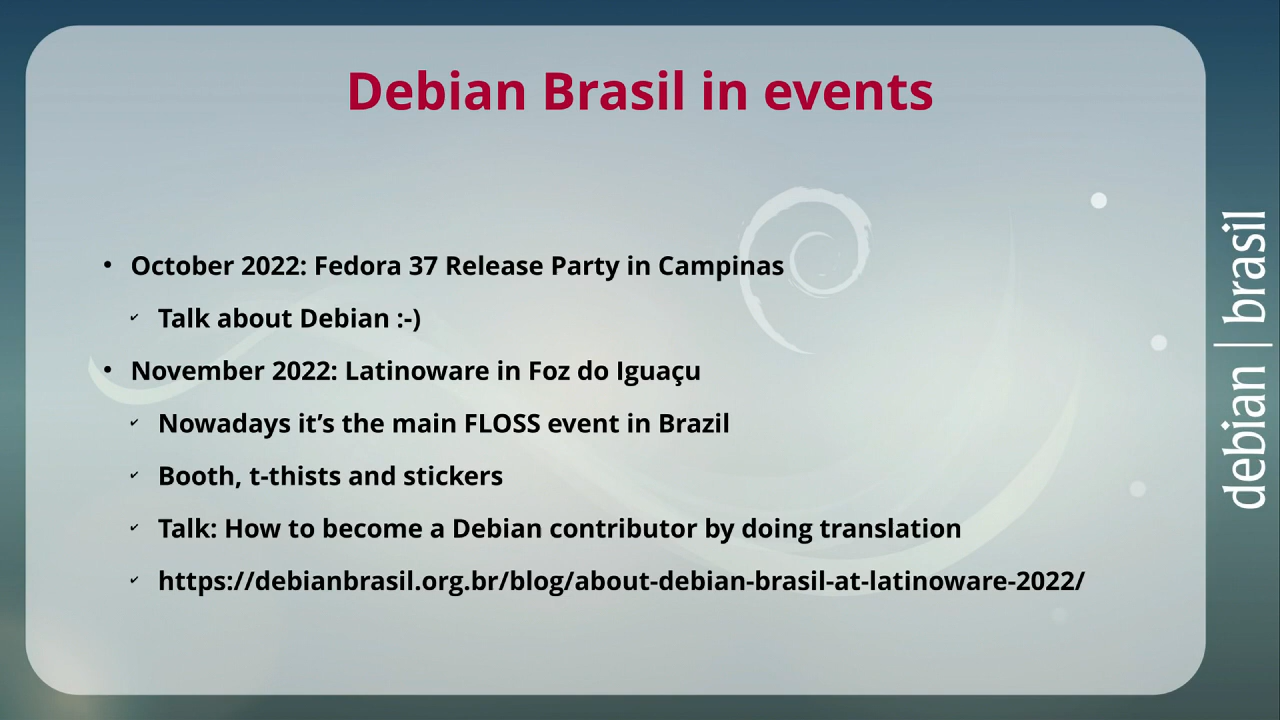 Debian Brasil in events
• October 2022: Fedora 37 Release Party in Campinas
✔ Talk about Debian :-)
• November 2022: Latinoware in Foz do Iguaçu
✔ Nowadays it’s the main FLOSS event in Brazil
✔ Booth, t-thists and stickers
✔ Talk: How to become a Debian contributor by doing translation
✔ https://debianbrasil.org.br/blog/about-debian-brasil-at-latinoware-2022/
debian | brasil